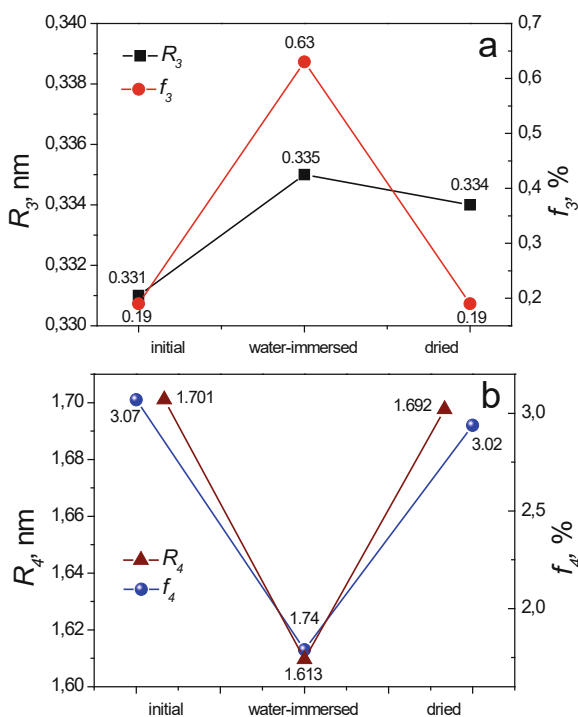 0,340
0,7
a
R3
f3
0.63
0,338
0,6
0,336
0,5
0.335
0.334
0,334
0,4
R3, nm
f3, %
0,332
0,3
0.331
0,2
0,330
0.19
0.19
initial
water-immersed
dried
b
1,70
1.701
1.692
3,0
3.07
3.02
1,68
1,66
2,5
R4, nm
f4, %
1,64
R4
f4
1,62
1.74
2,0
1.613
1,60
initial
water-immersed
dried